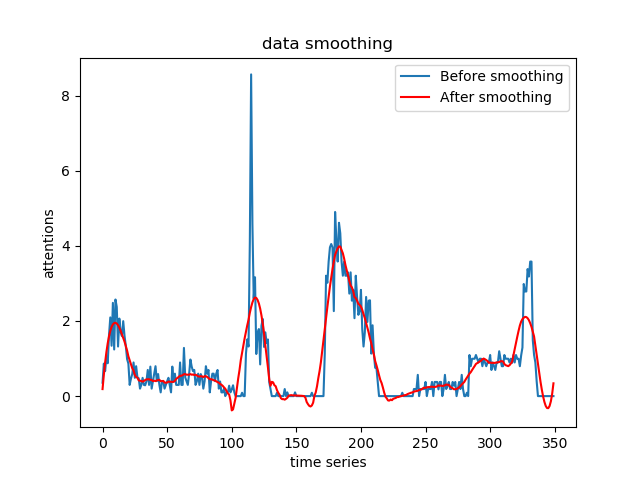 data smoothing
Before smoothing
After smoothing
8
6
4
2
0
attentions
0 50 100 150 200 250 300 350
time series